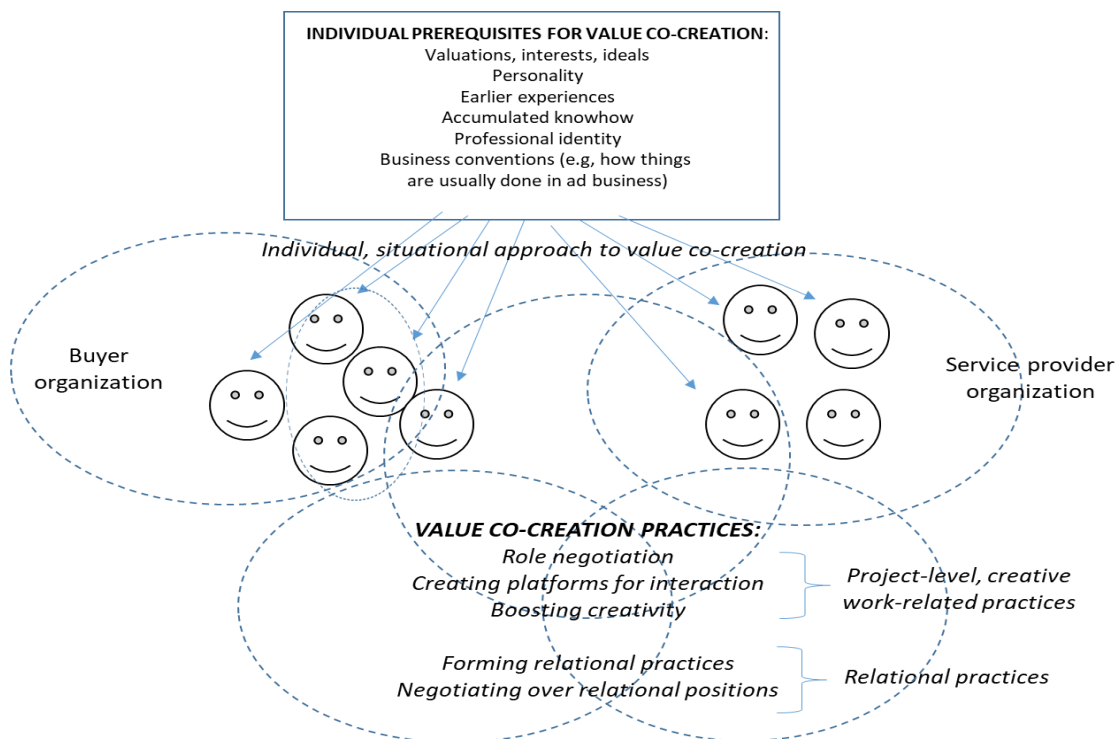 INDIVIDUAL PREREQUISITES FOR VALUE CO-CREATION:
Valuations, interests, ideals
Personality
Earlier experiences
Accumulated knowhow
Professional identity
Business conventions (e.g, how things
are usually done in ad business)
Individual, situational approach to value co-creation
Buyer
organization
Service provider
organization
VALUE CO-CREATION PRACTICES:
Role negotiation
Creating platforms for interaction
Boosting creativity
Project-level, creative
work-related practices
Forming relational practices
Negotiating over relational positions
Relational practices